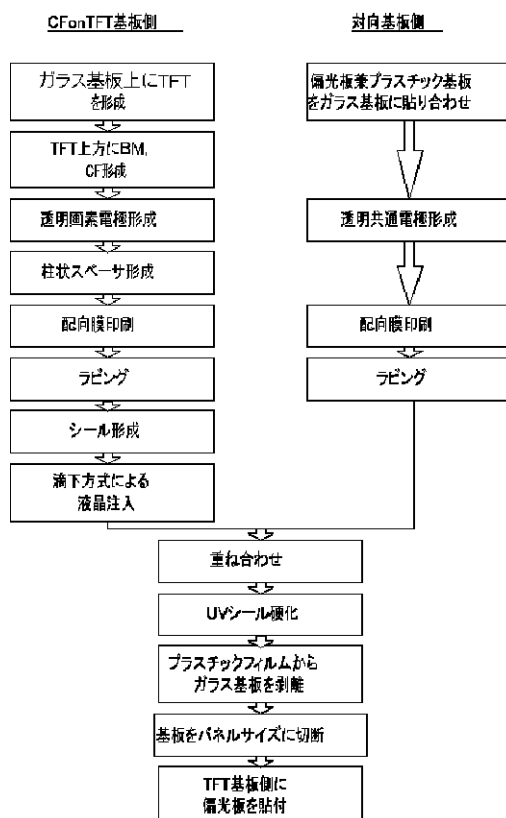 CFonTFT基板側
ガラス基板上にTFT
を形成
TFT上方にBM,
CF形成
透明画素電極形成
柱状スペーサ形成
配向膜印刷
ラビング
シール形成
滴下方式による
液晶注入
対向基板側
偏光板兼プラスチック基板
をガラス基板に貼り合わせ
透明共通電極形成
配向膜印刷
ラビング
重ね合わせ
UVシール硬化
プラスチックフィルムから
ガラス基板を剥離
基板をパネルサイズに切断
TFT基板側に
偏光板を貼付